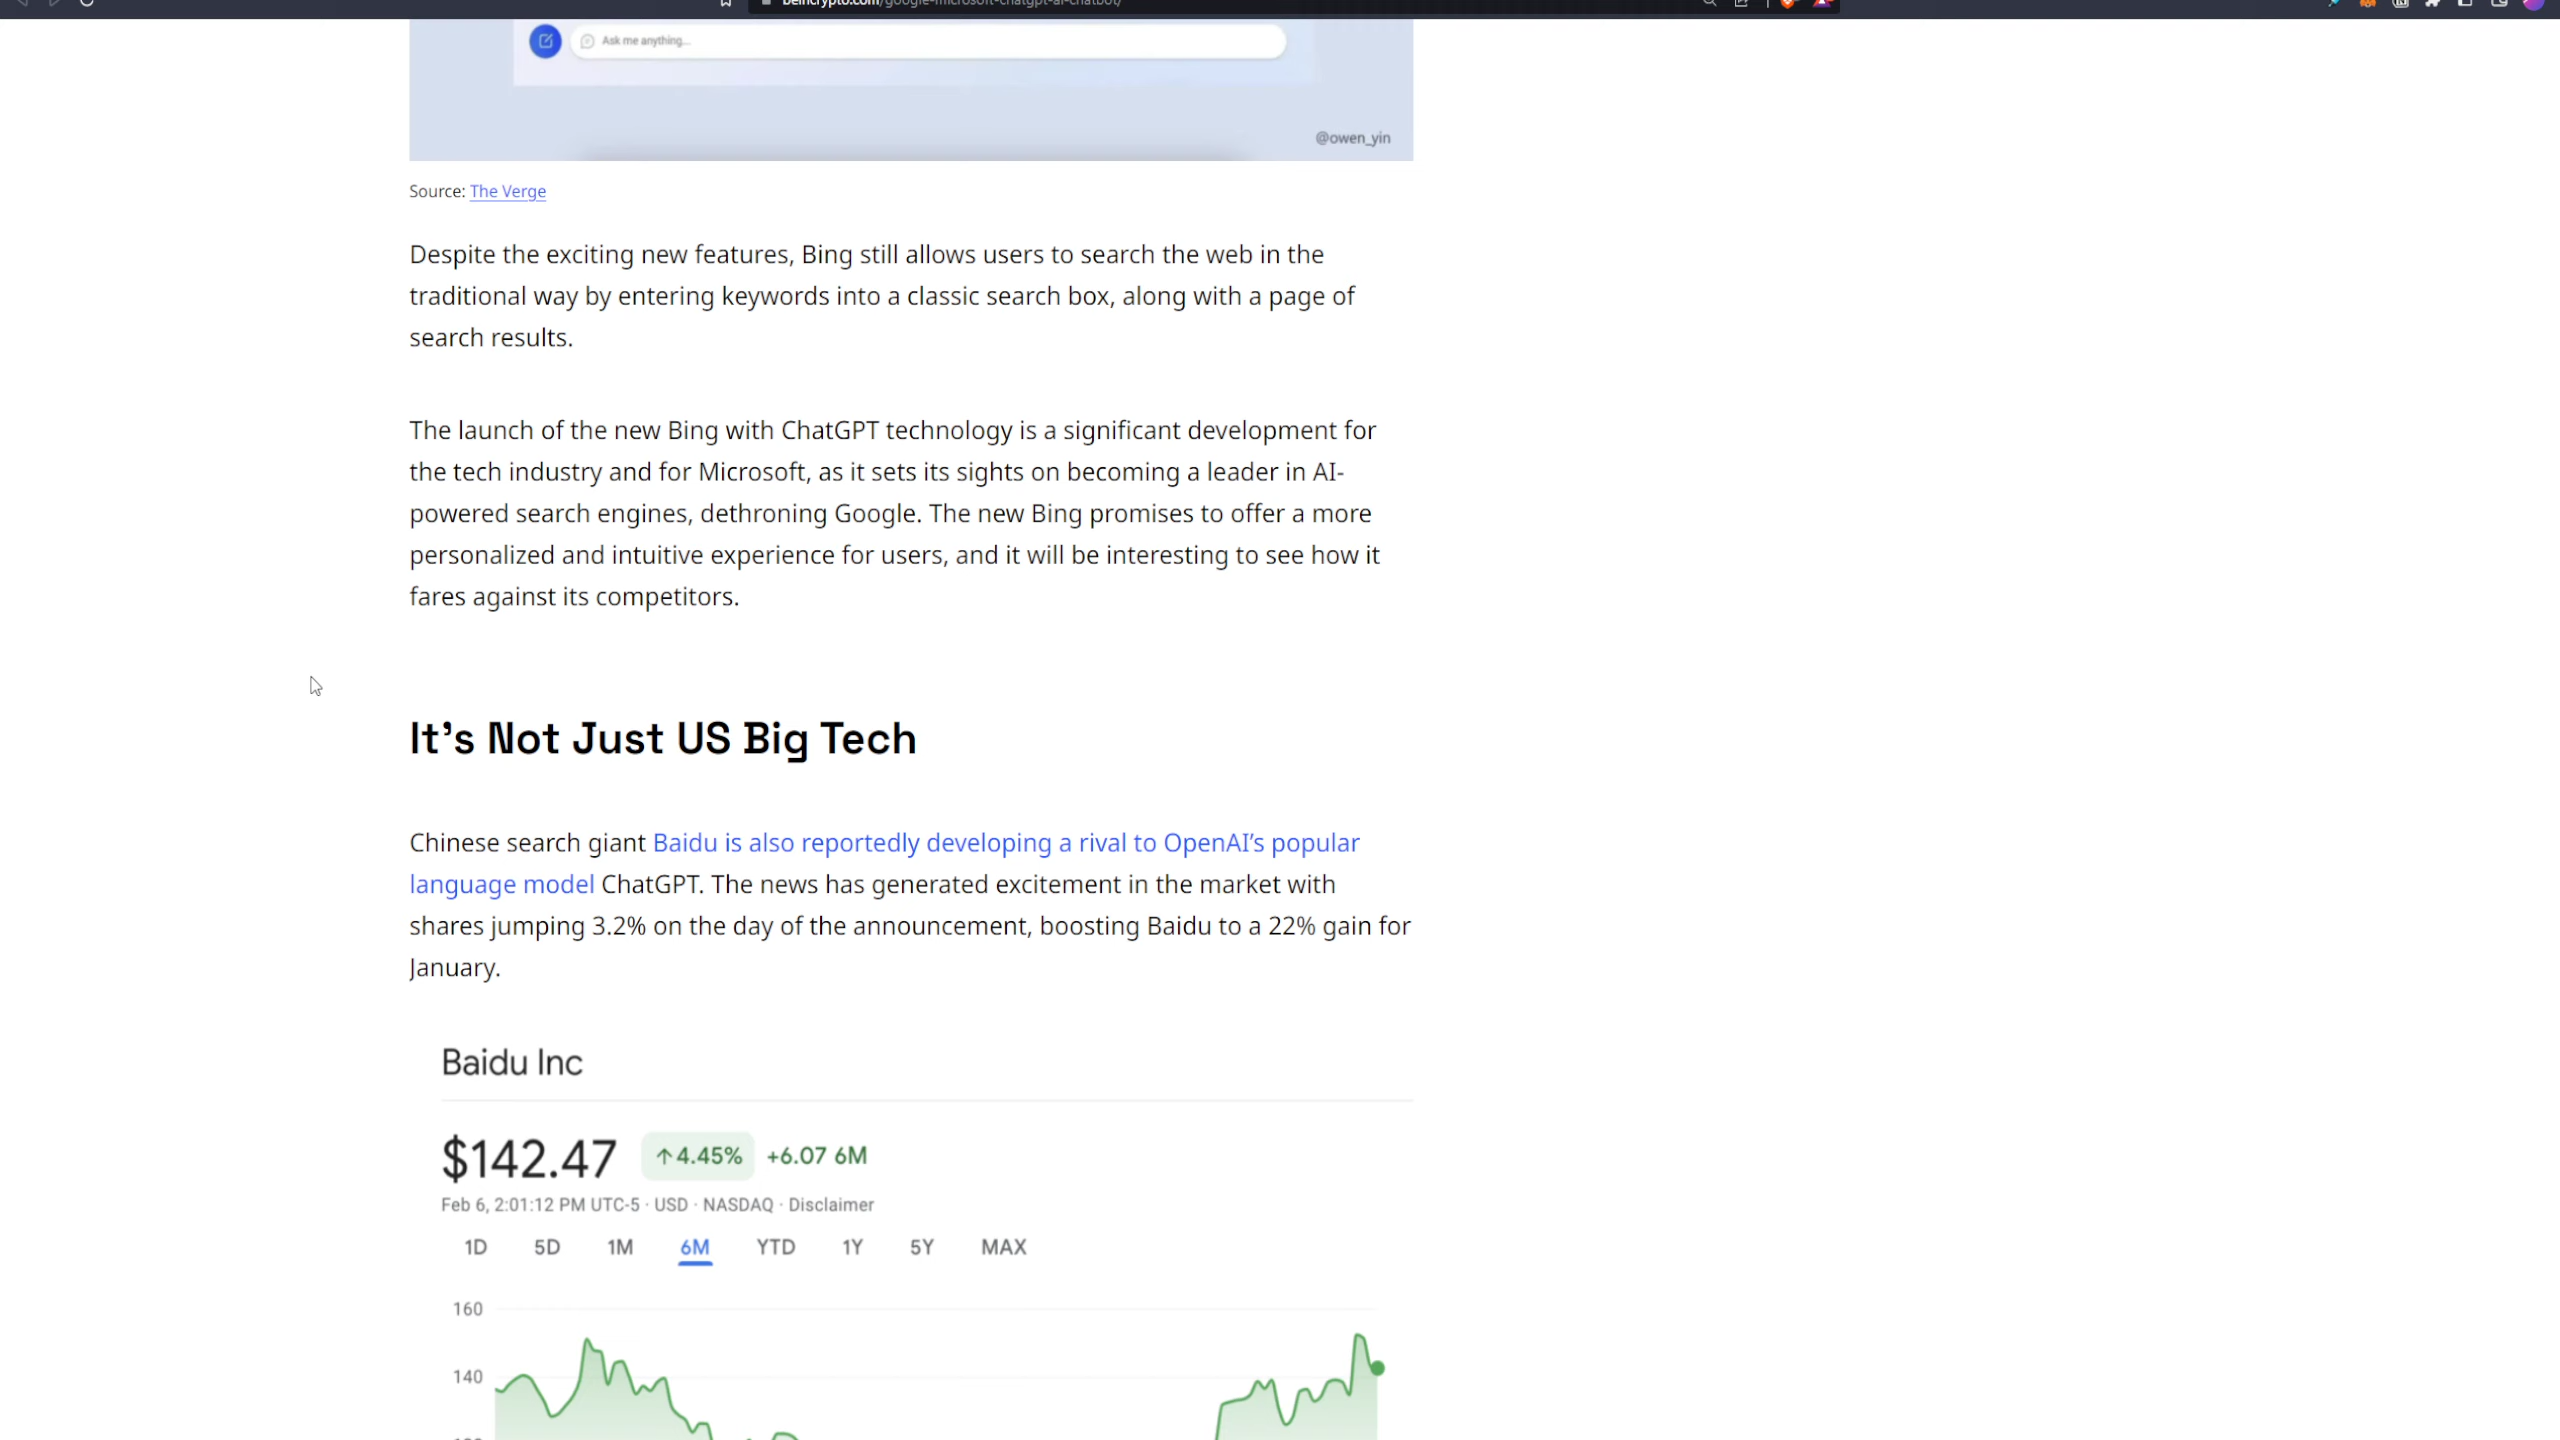 beincrypto.com/google-microsoft-chatgpt-ai-chatbot/
Ask me anything...
@owen_yin
Source: The Verge
Despite the exciting new features, Bing still allows users to search the web in the
traditional way by entering keywords into a classic search box, along with a page of
search results.
The launch of the new Bing with ChatGPT technology is a significant development for
the tech industry and for Microsoft, as it sets its sights on becoming a leader in AI-
powered search engines, dethroning Google. The new Bing promises to offer a more
personalized and intuitive experience for users, and it will be interesting to see how it
fares against its competitors.
It's Not Just US Big Tech
Chinese search giant Baidu is also reportedly developing a rival to OpenAI's popular
language model ChatGPT. The news has generated excitement in the market with
shares jumping 3.2% on the day of the announcement, boosting Baidu to a 22% gain for
January.
Baidu Inc
$142.47 ↑4.45% +6.07 6M
Feb 6, 2:01:12 PM UTC-5 · USD · NASDAQ · Disclaimer
1D 5D 1M 6M YTD 1Y 5Y MAX
160
140